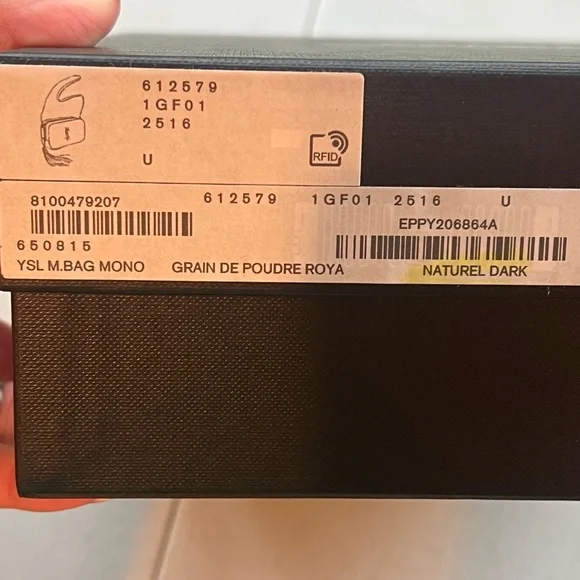 612579
1GF01
2516
U
RFID
8100479207
612579 1GF01 2516 U
EPPY206864A
650815
YSL M.BAG MONO GRAIN DE POUDRE ROYA NATUREL DARK